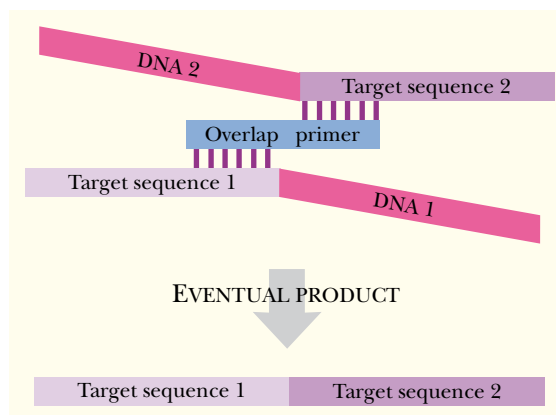 DNA 2
Target sequence 2
Overlap primer
Target sequence 1
DNA 1
EVENTUAL PRODUCT
Target sequence 1 Target sequence 2